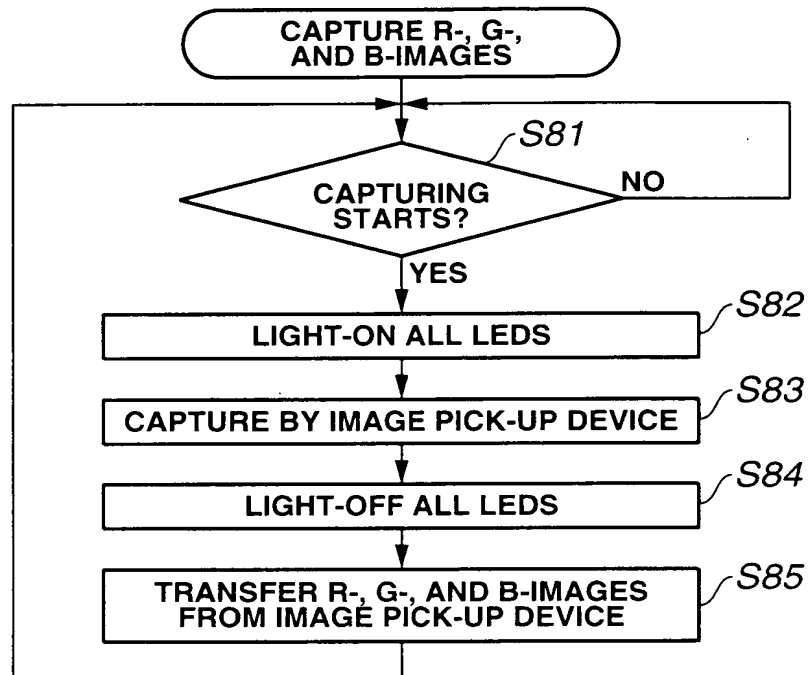 CAPTURE R-, G-,
AND B-IMAGES
S81
CAPTURING
STARTS?
NO
YES
S82
LIGHT-ON ALL LEDS
S83
CAPTURE BY IMAGE PICK-UP DEVICE
S84
LIGHT-OFF ALL LEDS
S85
TRANSFER R-, G-, AND B-IMAGES
FROM IMAGE PICK-UP DEVICE